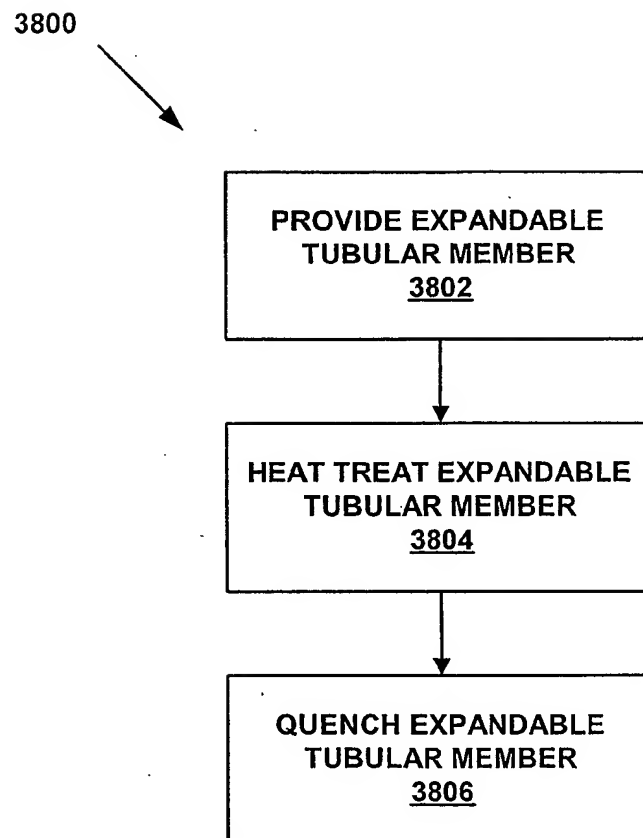 3800
PROVIDE EXPANDABLE
TUBULAR MEMBER
3802
HEAT TREAT EXPANDABLE
TUBULAR MEMBER
3804
QUENCH EXPANDABLE
TUBULAR MEMBER
3806